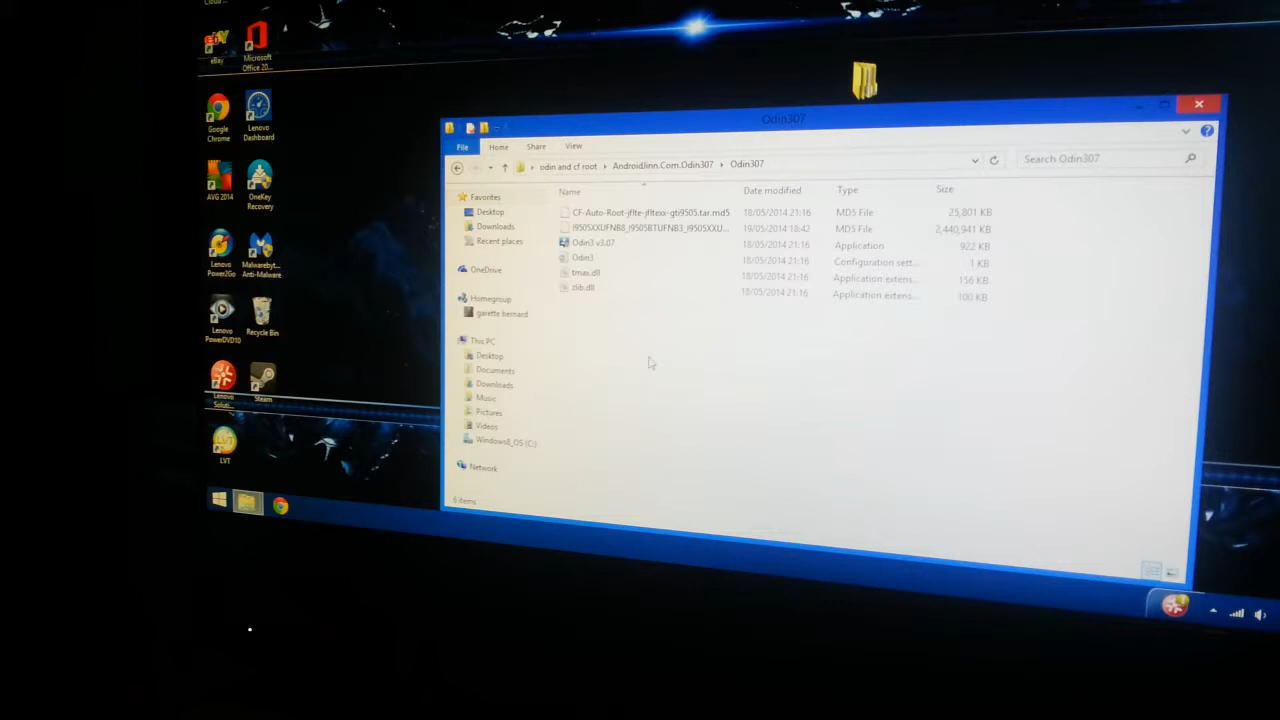 eBay
Microsoft
Office 20...
Google
Chrome
Lenovo
Dashboard
AVG 2014
OneKey
Recovery
Lenovo
Power2Go
Malwareby...
Anti-Malware
Lenovo
PowerDVD10
Recycle Bin
Lenovo
Soluti...
Steam
LVT
Odin307
File Home Share View
odin and cf root › AndroidJinn.Com.Odin307 › Odin307
Search Odin307
Name Date modified Type Size
CF-Auto-Root-jflte-jfltexx-gti9505.tar.md5 18/05/2014 21:16 MD5 File 25,801 KB
I9505XXUFNB8_I9505BTUFNB3_I9505XXU... 19/05/2014 18:42 MD5 File 2,440,941 KB
Odin3 v3.07 18/05/2014 21:16 Application 922 KB
Odin3 18/05/2014 21:16 Configuration sett... 1 KB
tmax.dll 18/05/2014 21:16 Application extens... 156 KB
zlib.dll 18/05/2014 21:16 Application extens... 100 KB
Favorites
Desktop
Downloads
Recent places
OneDrive
Homegroup
garette bernard
This PC
Desktop
Documents
Downloads
Music
Pictures
Videos
Windows8_OS (C:)
Network
6 items